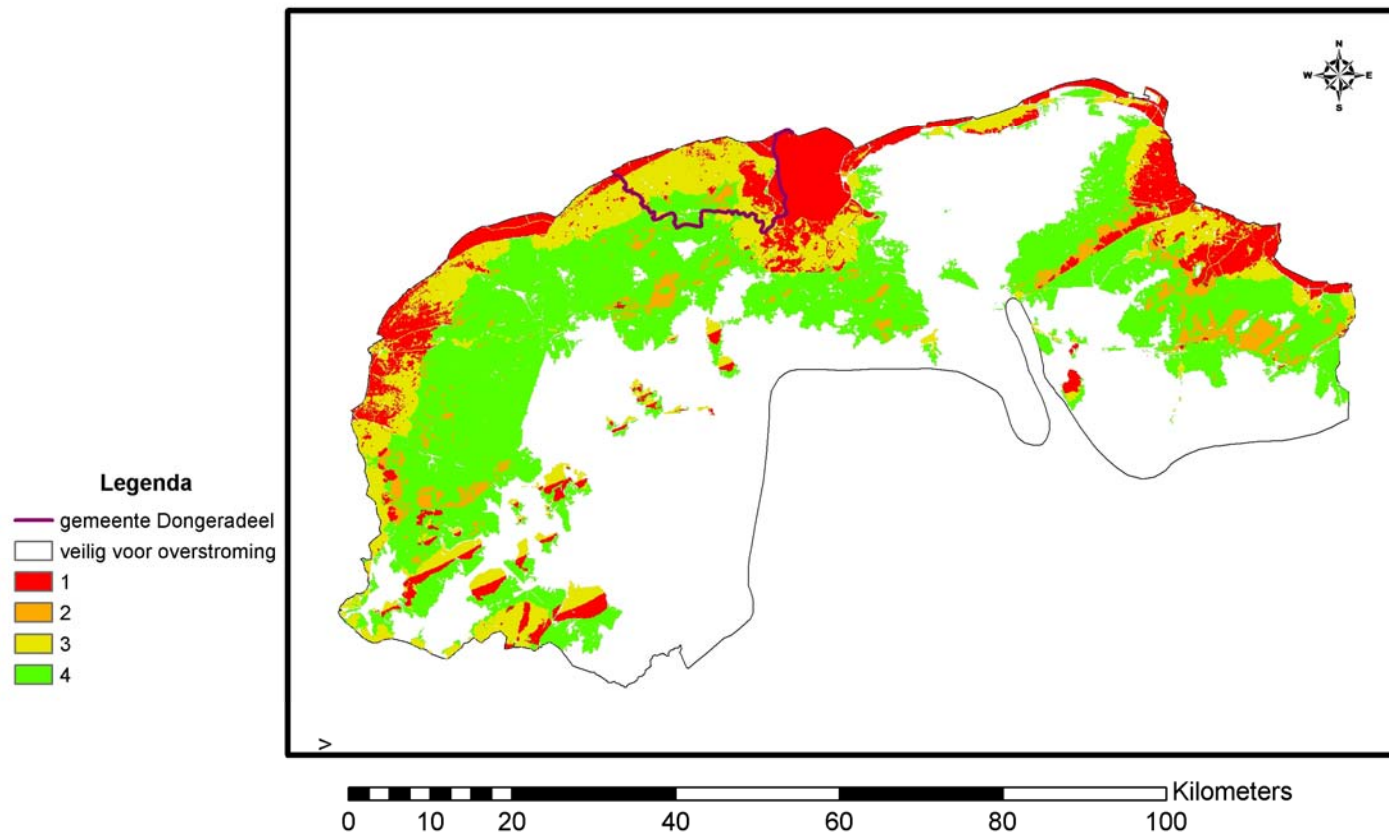 N
W E
S
Legenda
gemeente Dongeradeel
veilig voor overstroming
1
2
3
4
>
Kilometers
0 10 20 40 60 80 100